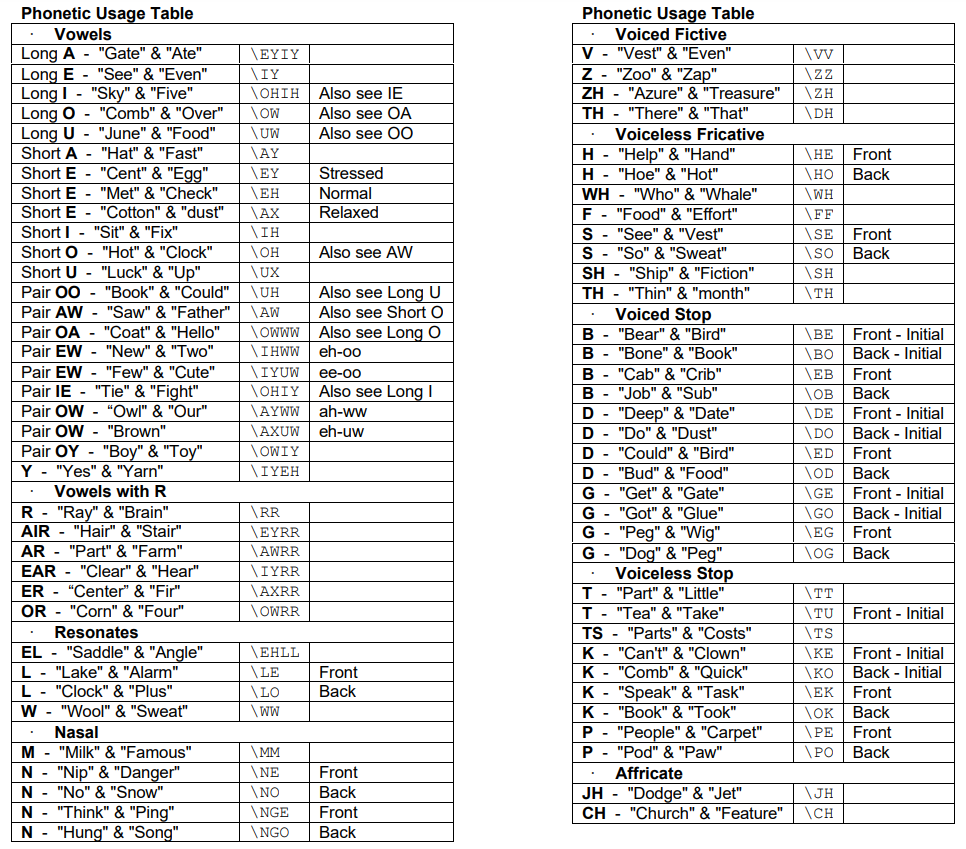 Phonetic Usage Table
· Vowels
Long A - "Gate" & "Ate" \EYIY
Long E - "See" & "Even" \IY
Long I - "Sky" & "Five" \OHIH Also see IE
Long O - "Comb" & "Over" \OW Also see OA
Long U - "June" & "Food" \UW Also see OO
Short A - "Hat" & "Fast" \AY
Short E - "Cent" & "Egg" \EY Stressed
Short E - "Met" & "Check" \EH Normal
Short E - "Cotton" & "dust" \AX Relaxed
Short I - "Sit" & "Fix" \IH
Short O - "Hot" & "Clock" \OH Also see AW
Short U - "Luck" & "Up" \UX
Pair OO - "Book" & "Could" \UH Also see Long U
Pair AW - "Saw" & "Father" \AW Also see Short O
Pair OA - "Coat" & "Hello" \OWWW Also see Long O
Pair EW - "New" & "Two" \IHWW eh-oo
Pair EW - "Few" & "Cute" \IYUW ee-oo
Pair IE - "Tie" & "Fight" \OHIY Also see Long I
Pair OW - “Owl" & "Our" \AYWW ah-ww
Pair OW - "Brown" \AXUW eh-uw
Pair OY - "Boy" & "Toy" \OWIY
Y - "Yes" & "Yarn" \IYEH
· Vowels with R
R - "Ray" & "Brain" \RR
AIR - "Hair" & "Stair" \EYRR
AR - "Part" & "Farm" \AWRR
EAR - "Clear" & "Hear" \IYRR
ER - “Center” & "Fir" \AXRR
OR - "Corn" & "Four" \OWRR
· Resonates
EL - "Saddle" & "Angle" \EHLL
L - "Lake" & "Alarm" \LE Front
L - "Clock" & "Plus" \LO Back
W - "Wool" & "Sweat" \WW
· Nasal
M - "Milk" & "Famous" \MM
N - "Nip" & "Danger" \NE Front
N - "No" & "Snow" \NO Back
N - "Think" & "Ping" \NGE Front
N - "Hung" & "Song" \NGO Back
Phonetic Usage Table
· Voiced Fictive
V - "Vest" & "Even" \VV
Z - "Zoo" & "Zap" \ZZ
ZH - "Azure" & "Treasure" \ZH
TH - "There" & "That" \DH
· Voiceless Fricative
H - "Help" & "Hand" \HE Front
H - "Hoe" & "Hot" \HO Back
WH - "Who" & "Whale" \WH
F - "Food" & "Effort" \FF
S - "See" & "Vest" \SE Front
S - "So" & "Sweat" \SO Back
SH - "Ship" & "Fiction" \SH
TH - "Thin" & "month" \TH
· Voiced Stop
B - "Bear" & "Bird" \BE Front - Initial
B - "Bone" & "Book" \BO Back - Initial
B - "Cab" & "Crib" \EB Front
B - "Job" & "Sub" \OB Back
D - "Deep" & "Date" \DE Front - Initial
D - "Do" & "Dust" \DO Back - Initial
D - "Could" & "Bird" \ED Front
D - "Bud" & "Food" \OD Back
G - "Get" & "Gate" \GE Front - Initial
G - "Got" & "Glue" \GO Back - Initial
G - "Peg" & "Wig" \EG Front
G - "Dog" & "Peg" \OG Back
· Voiceless Stop
T - "Part" & "Little" \TT
T - "Tea" & "Take" \TU Front - Initial
TS - "Parts" & "Costs" \TS
K - "Can't" & "Clown" \KE Front - Initial
K - "Comb" & "Quick" \KO Back - Initial
K - "Speak" & "Task" \EK Front
K - "Book" & "Took" \OK Back
P - "People" & "Carpet" \PE Front
P - "Pod" & "Paw" \PO Back
· Affricate
JH - "Dodge" & "Jet" \JH
CH - "Church" & "Feature" \CH